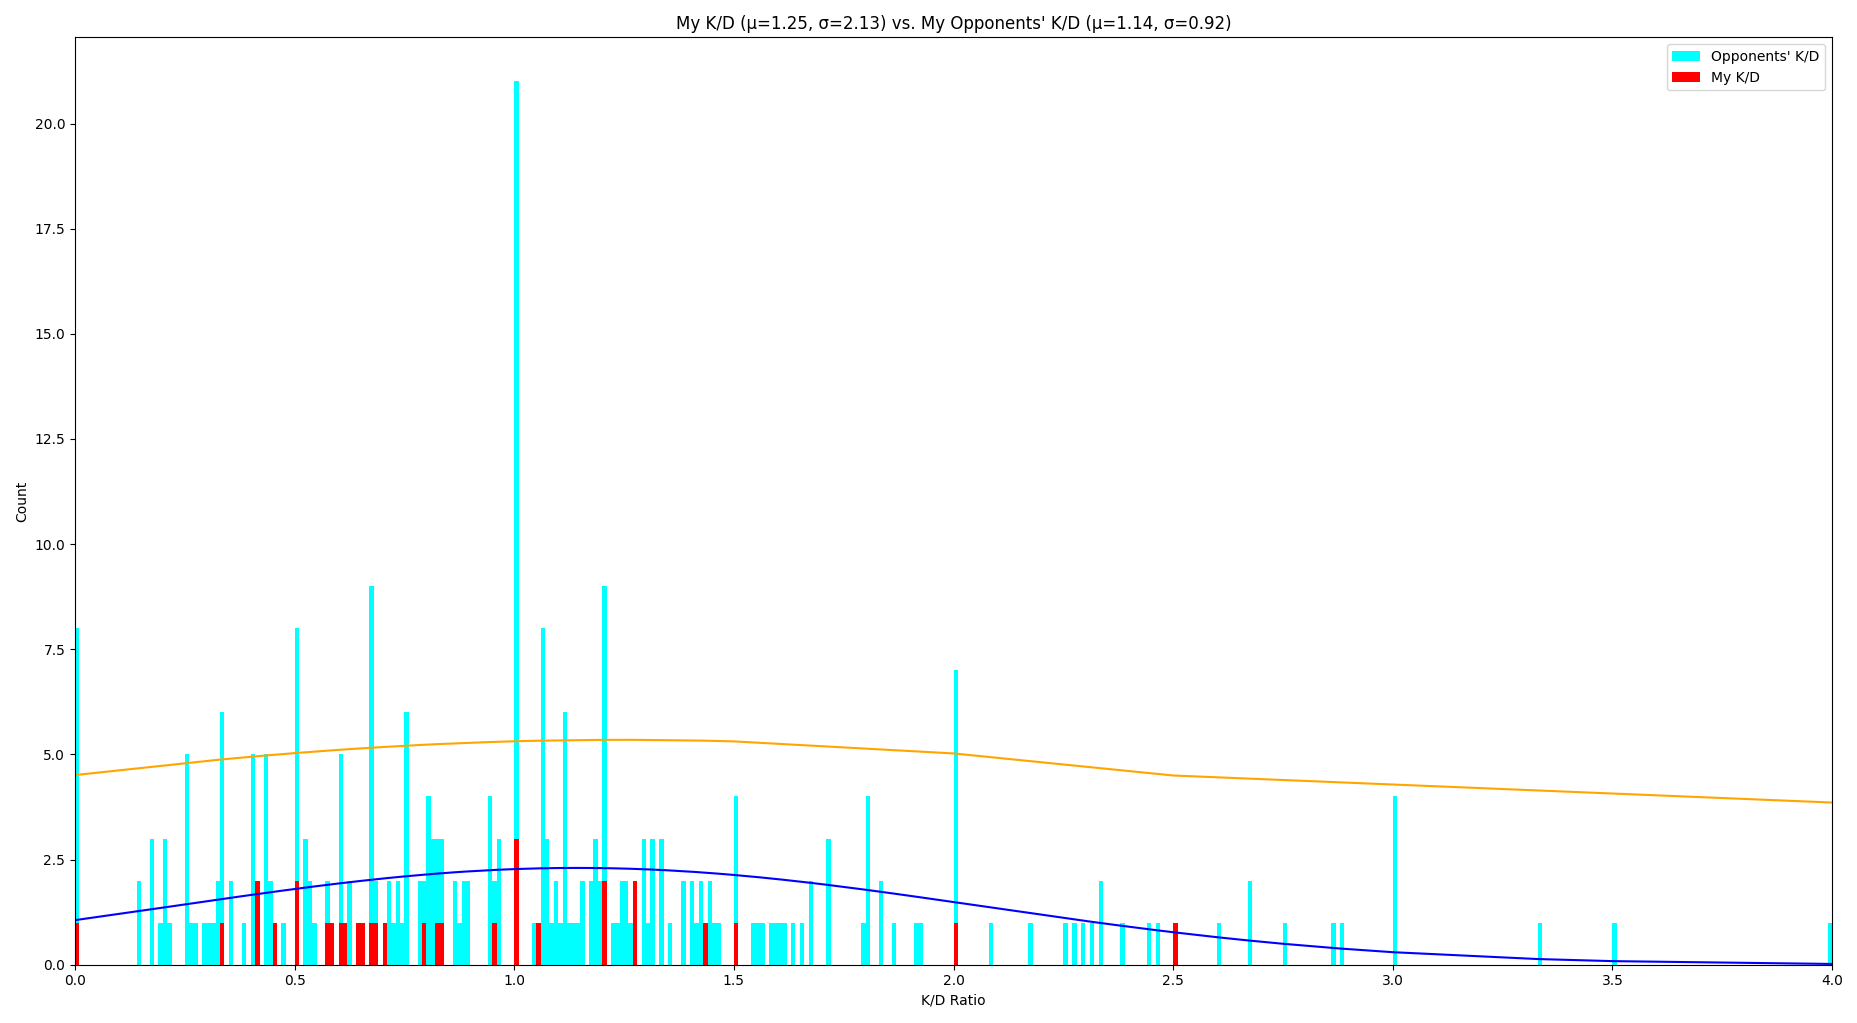 My K/D (μ=1.25, σ=2.13) vs. My Opponents' K/D (μ=1.14, σ=0.92)
Opponents' K/D
My K/D
20.0
17.5
15.0
12.5
10.0
7.5
5.0
2.5
0.0
Count
0.0 0.5 1.0 1.5 2.0 2.5 3.0 3.5 4.0
K/D Ratio